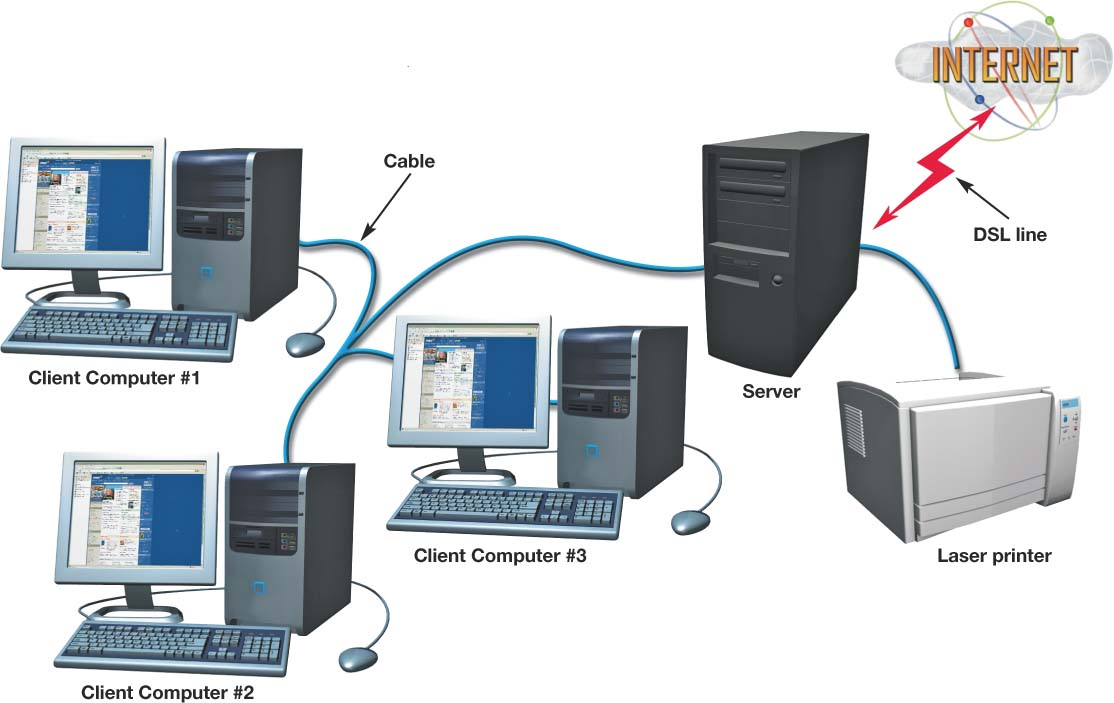 INTERNET
Cable
DSL line
Client Computer #1
Server
Client Computer #3
Laser printer
Client Computer #2